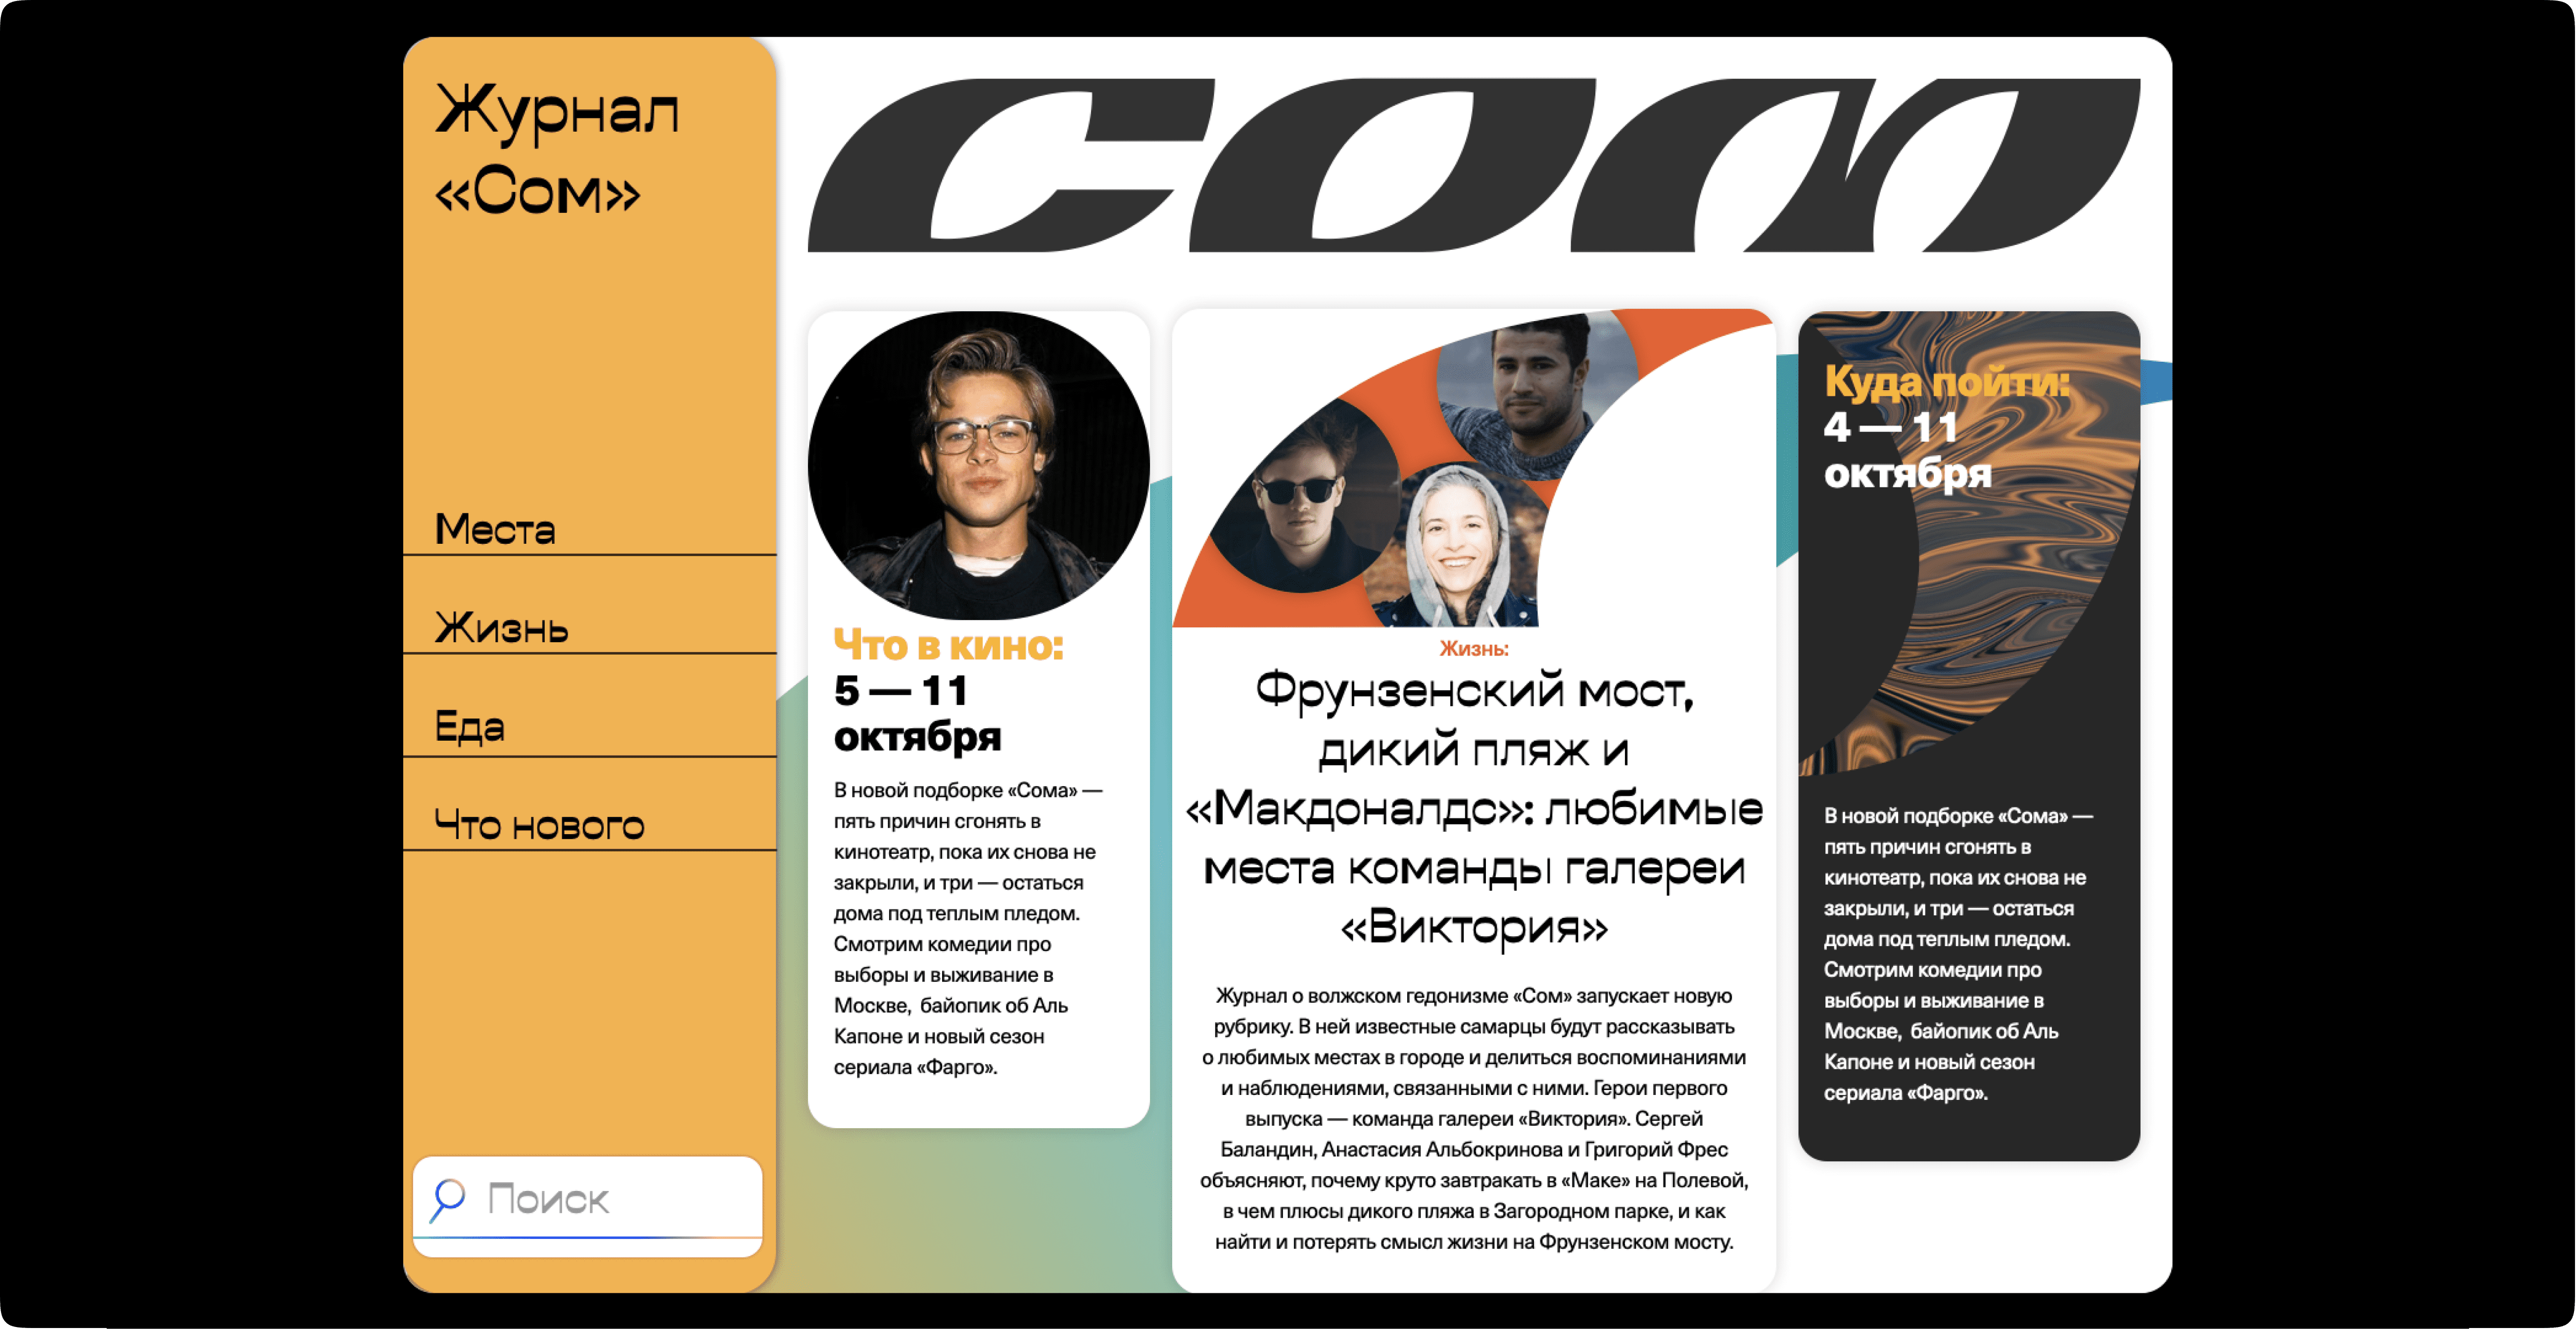 Журнал
«Сом»
Места
Жизнь
Еда
Что нового
Поиск
сом
Что в кино:
5 — 11
октября
В новой подборке «Сома» —
пять причин сгонять в
кинотеатр, пока их снова не
закрыли, и три — остаться
дома под теплым пледом.
Смотрим комедии про
выборы и выживание в
Москве,  байопик об Аль
Капоне и новый сезон
сериала «Фарго».
Жизнь:
Фрунзенский мост,
дикий пляж и
«Макдоналдс»: любимые
места команды галереи
«Виктория»
Журнал о волжском гедонизме «Сом» запускает новую
рубрику. В ней известные самарцы будут рассказывать
о любимых местах в городе и делиться воспоминаниями
и наблюдениями, связанными с ними. Герои первого
выпуска — команда галереи «Виктория». Сергей
Баландин, Анастасия Альбокринова и Григорий Фрес
объясняют, почему круто завтракать в «Маке» на Полевой,
в чем плюсы дикого пляжа в Загородном парке, и как
найти и потерять смысл жизни на Фрунзенском мосту.
Куда пойти:
4 — 11
октября
В новой подборке «Сома» —
пять причин сгонять в
кинотеатр, пока их снова не
закрыли, и три — остаться
дома под теплым пледом.
Смотрим комедии про
выборы и выживание в
Москве,  байопик об Аль
Капоне и новый сезон
сериала «Фарго».